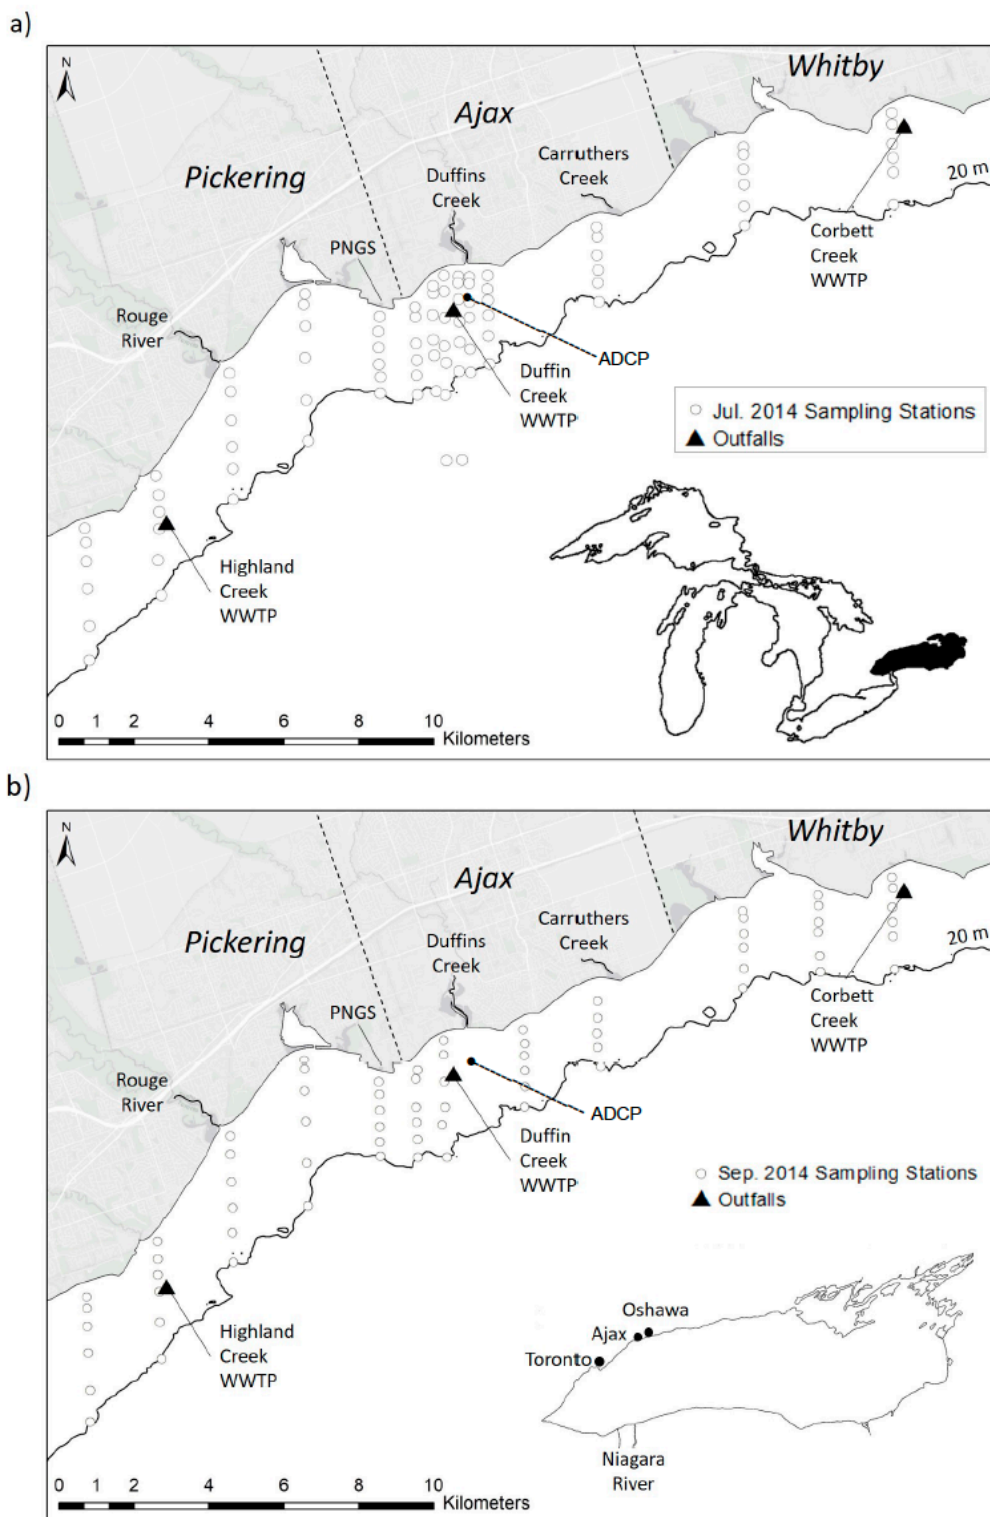 a)
N
Whitby
Ajax
Pickering
Carruthers
Creek
Duffins
Creek
20 m
PNGS
Corbett
Creek
WWTP
Rouge
River
ADCP
Duffin
Creek
WWTP
Jul. 2014 Sampling Stations
Outfalls
Highland
Creek
WWTP
0 1 2 4 6 8 10
Kilometers
b)
N
Whitby
Ajax
Pickering
Carruthers
Creek
Duffins
Creek
20 m
PNGS
Corbett
Creek
WWTP
Rouge
River
ADCP
Duffin
Creek
WWTP
Sep. 2014 Sampling Stations
Outfalls
Highland
Creek
WWTP
Oshawa
Ajax
Toronto
Niagara
River
0 1 2 4 6 8 10
Kilometers